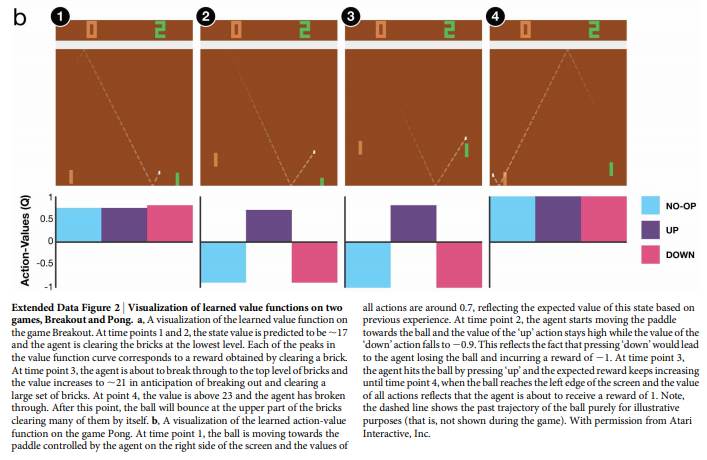 b
1
2
3
4
0 2
0 2
0 2
0 2
Action-Values (Q)
1
0.5
0
-0.5
-1
NO-OP
UP
DOWN
Extended Data Figure 2 | Visualization of learned value functions on two
games, Breakout and Pong. a, A visualization of the learned value function on
the game Breakout. At time points 1 and 2, the state value is predicted to be ~17
and the agent is clearing the bricks at the lowest level. Each of the peaks in
the value function curve corresponds to a reward obtained by clearing a brick.
At time point 3, the agent is about to break through to the top level of bricks and
the value increases to ~21 in anticipation of breaking out and clearing a
large set of bricks. At point 4, the value is above 23 and the agent has broken
through. After this point, the ball will bounce at the upper part of the bricks
clearing many of them by itself. b, A visualization of the learned action-value
function on the game Pong. At time point 1, the ball is moving towards the
paddle controlled by the agent on the right side of the screen and the values of
all actions are around 0.7, reflecting the expected value of this state based on
previous experience. At time point 2, the agent starts moving the paddle
towards the ball and the value of the 'up' action stays high while the value of the
'down' action falls to −0.9. This reflects the fact that pressing 'down' would lead
to the agent losing the ball and incurring a reward of −1. At time point 3,
the agent hits the ball by pressing 'up' and the expected reward keeps increasing
until time point 4, when the ball reaches the left edge of the screen and the value
of all actions reflects that the agent is about to receive a reward of 1. Note,
the dashed line shows the past trajectory of the ball purely for illustrative
purposes (that is, not shown during the game). With permission from Atari
Interactive, Inc.